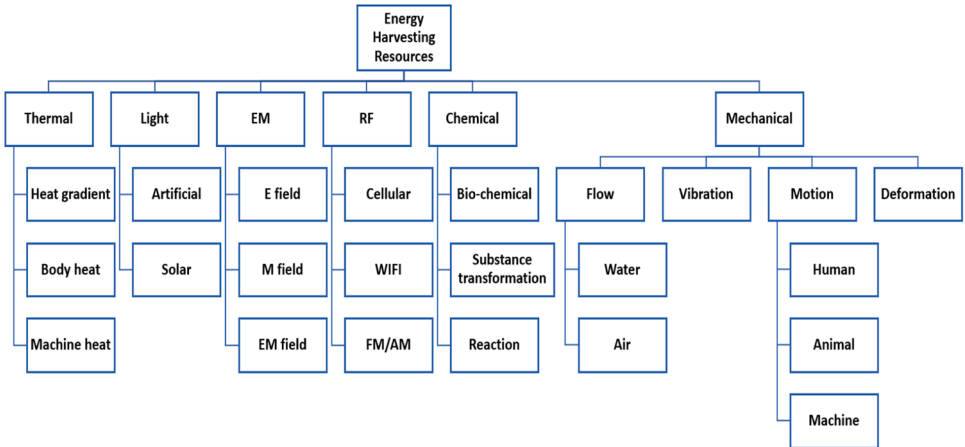 Energy
Harvesting
Resources
Thermal
Light
EM
RF
Chemical
Mechanical
Heat gradient
Artificial
E field
Cellular
Bio-chemical
Flow
Vibration
Motion
Deformation
Body heat
Solar
M field
WIFI
Substance
transformation
Water
Human
Machine heat
EM field
FM/AM
Reaction
Air
Animal
Machine